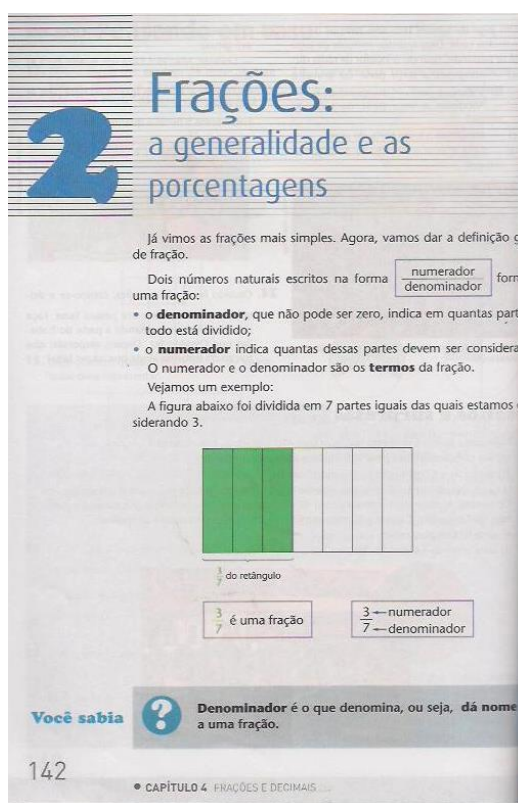 2
Frações:
a generalidade e as
porcentagens
Já vimos as frações mais simples. Agora, vamos dar a definição g
de fração.
Dois números naturais escritos na forma numerador
denominador form
uma fração:
• o denominador, que não pode ser zero, indica em quantas part
todo está dividido;
• o numerador indica quantas dessas partes devem ser considera
O numerador e o denominador são os termos da fração.
Vejamos um exemplo:
A figura abaixo foi dividida em 7 partes iguais das quais estamos
siderando 3.
3/7 do retângulo
3/7 é uma fração
3 ← numerador
7 ← denominador
Você sabia
?
Denominador é o que denomina, ou seja, dá nome
a uma fração.
142
• CAPÍTULO 4 FRAÇÕES E DECIMAIS